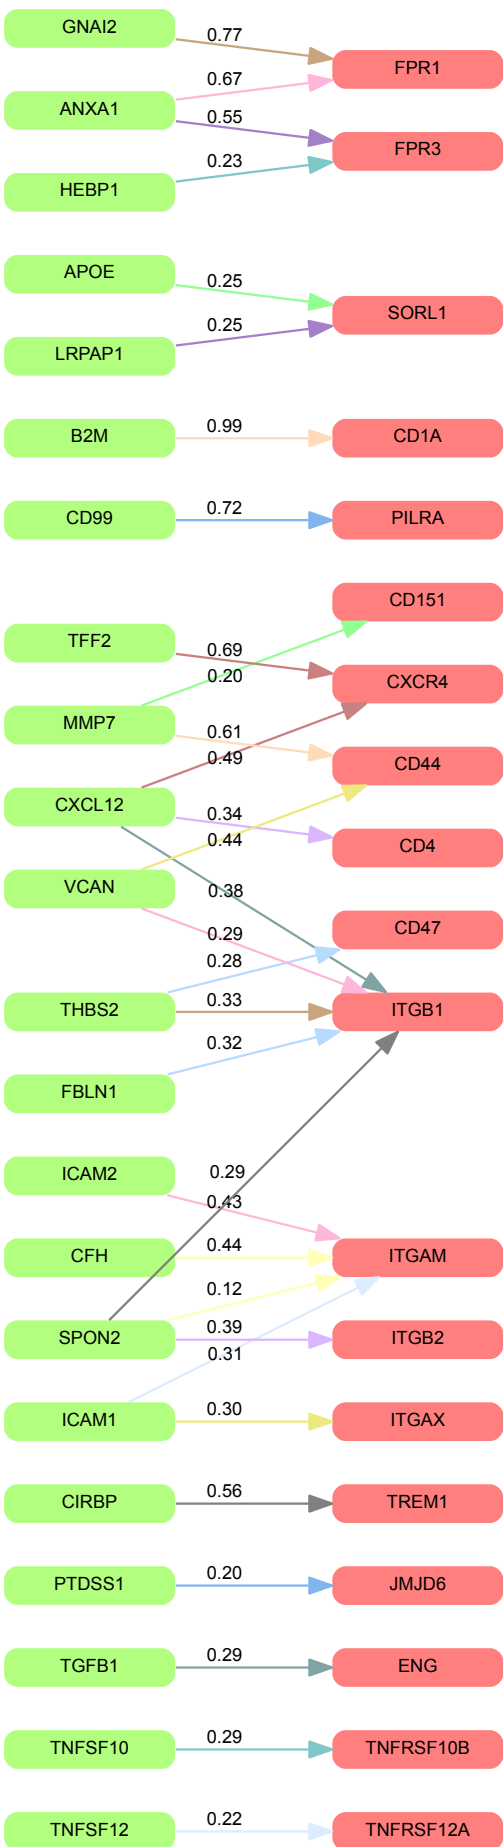 GNAI2
0.77
FPR1
0.67
ANXA1
0.55
FPR3
0.23
HEBP1
APOE
0.25
SORL1
0.25
LRPAP1
B2M
0.99
CD1A
CD99
0.72
PILRA
CD151
TFF2
0.69
0.20
CXCR4
MMP7
0.61
0.49
CD44
CXCL12
0.34
0.44
CD4
VCAN
0.38
CD47
0.29
0.28
THBS2
0.33
ITGB1
0.32
FBLN1
ICAM2
0.29
0.43
CFH
0.44
ITGAM
0.12
SPON2
0.39
ITGB2
0.31
ICAM1
0.30
ITGAX
CIRBP
0.56
TREM1
PTDSS1
0.20
JMJD6
TGFB1
0.29
ENG
TNFSF10
0.29
TNFRSF10B
TNFSF12
0.22
TNFRSF12A